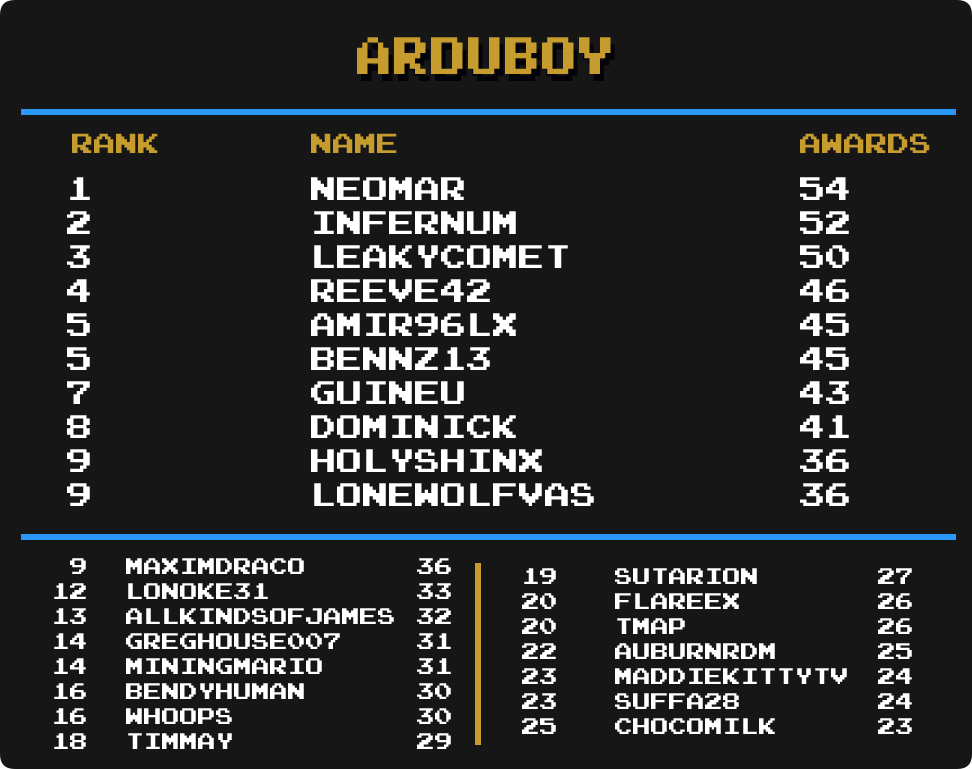 ARDUBOY
RANK NAME AWARDS
1 NEOMAR 54
2 INFERNUM 52
3 LEAKYCOMET 50
4 REEVE42 46
5 AMIR96LX 45
5 BENNZ13 45
7 GUINEU 43
8 DOMINICK 41
9 HOLYSHINX 36
9 LONEWOLFVAS 36
9 MAXIMDRACO 36
12 LONOKE31 33
13 ALLKINDSOFJAMES 32
14 GREGHOUSE007 31
14 MININGMARIO 31
16 BENDYHUMAN 30
16 WHOOPS 30
18 TIMMAY 29
19 SUTARION 27
20 FLAREEX 26
20 TMAP 26
22 AUBURNRDM 25
23 MADDIEKITTYTV 24
23 SUFFA28 24
25 CHOCOMILK 23